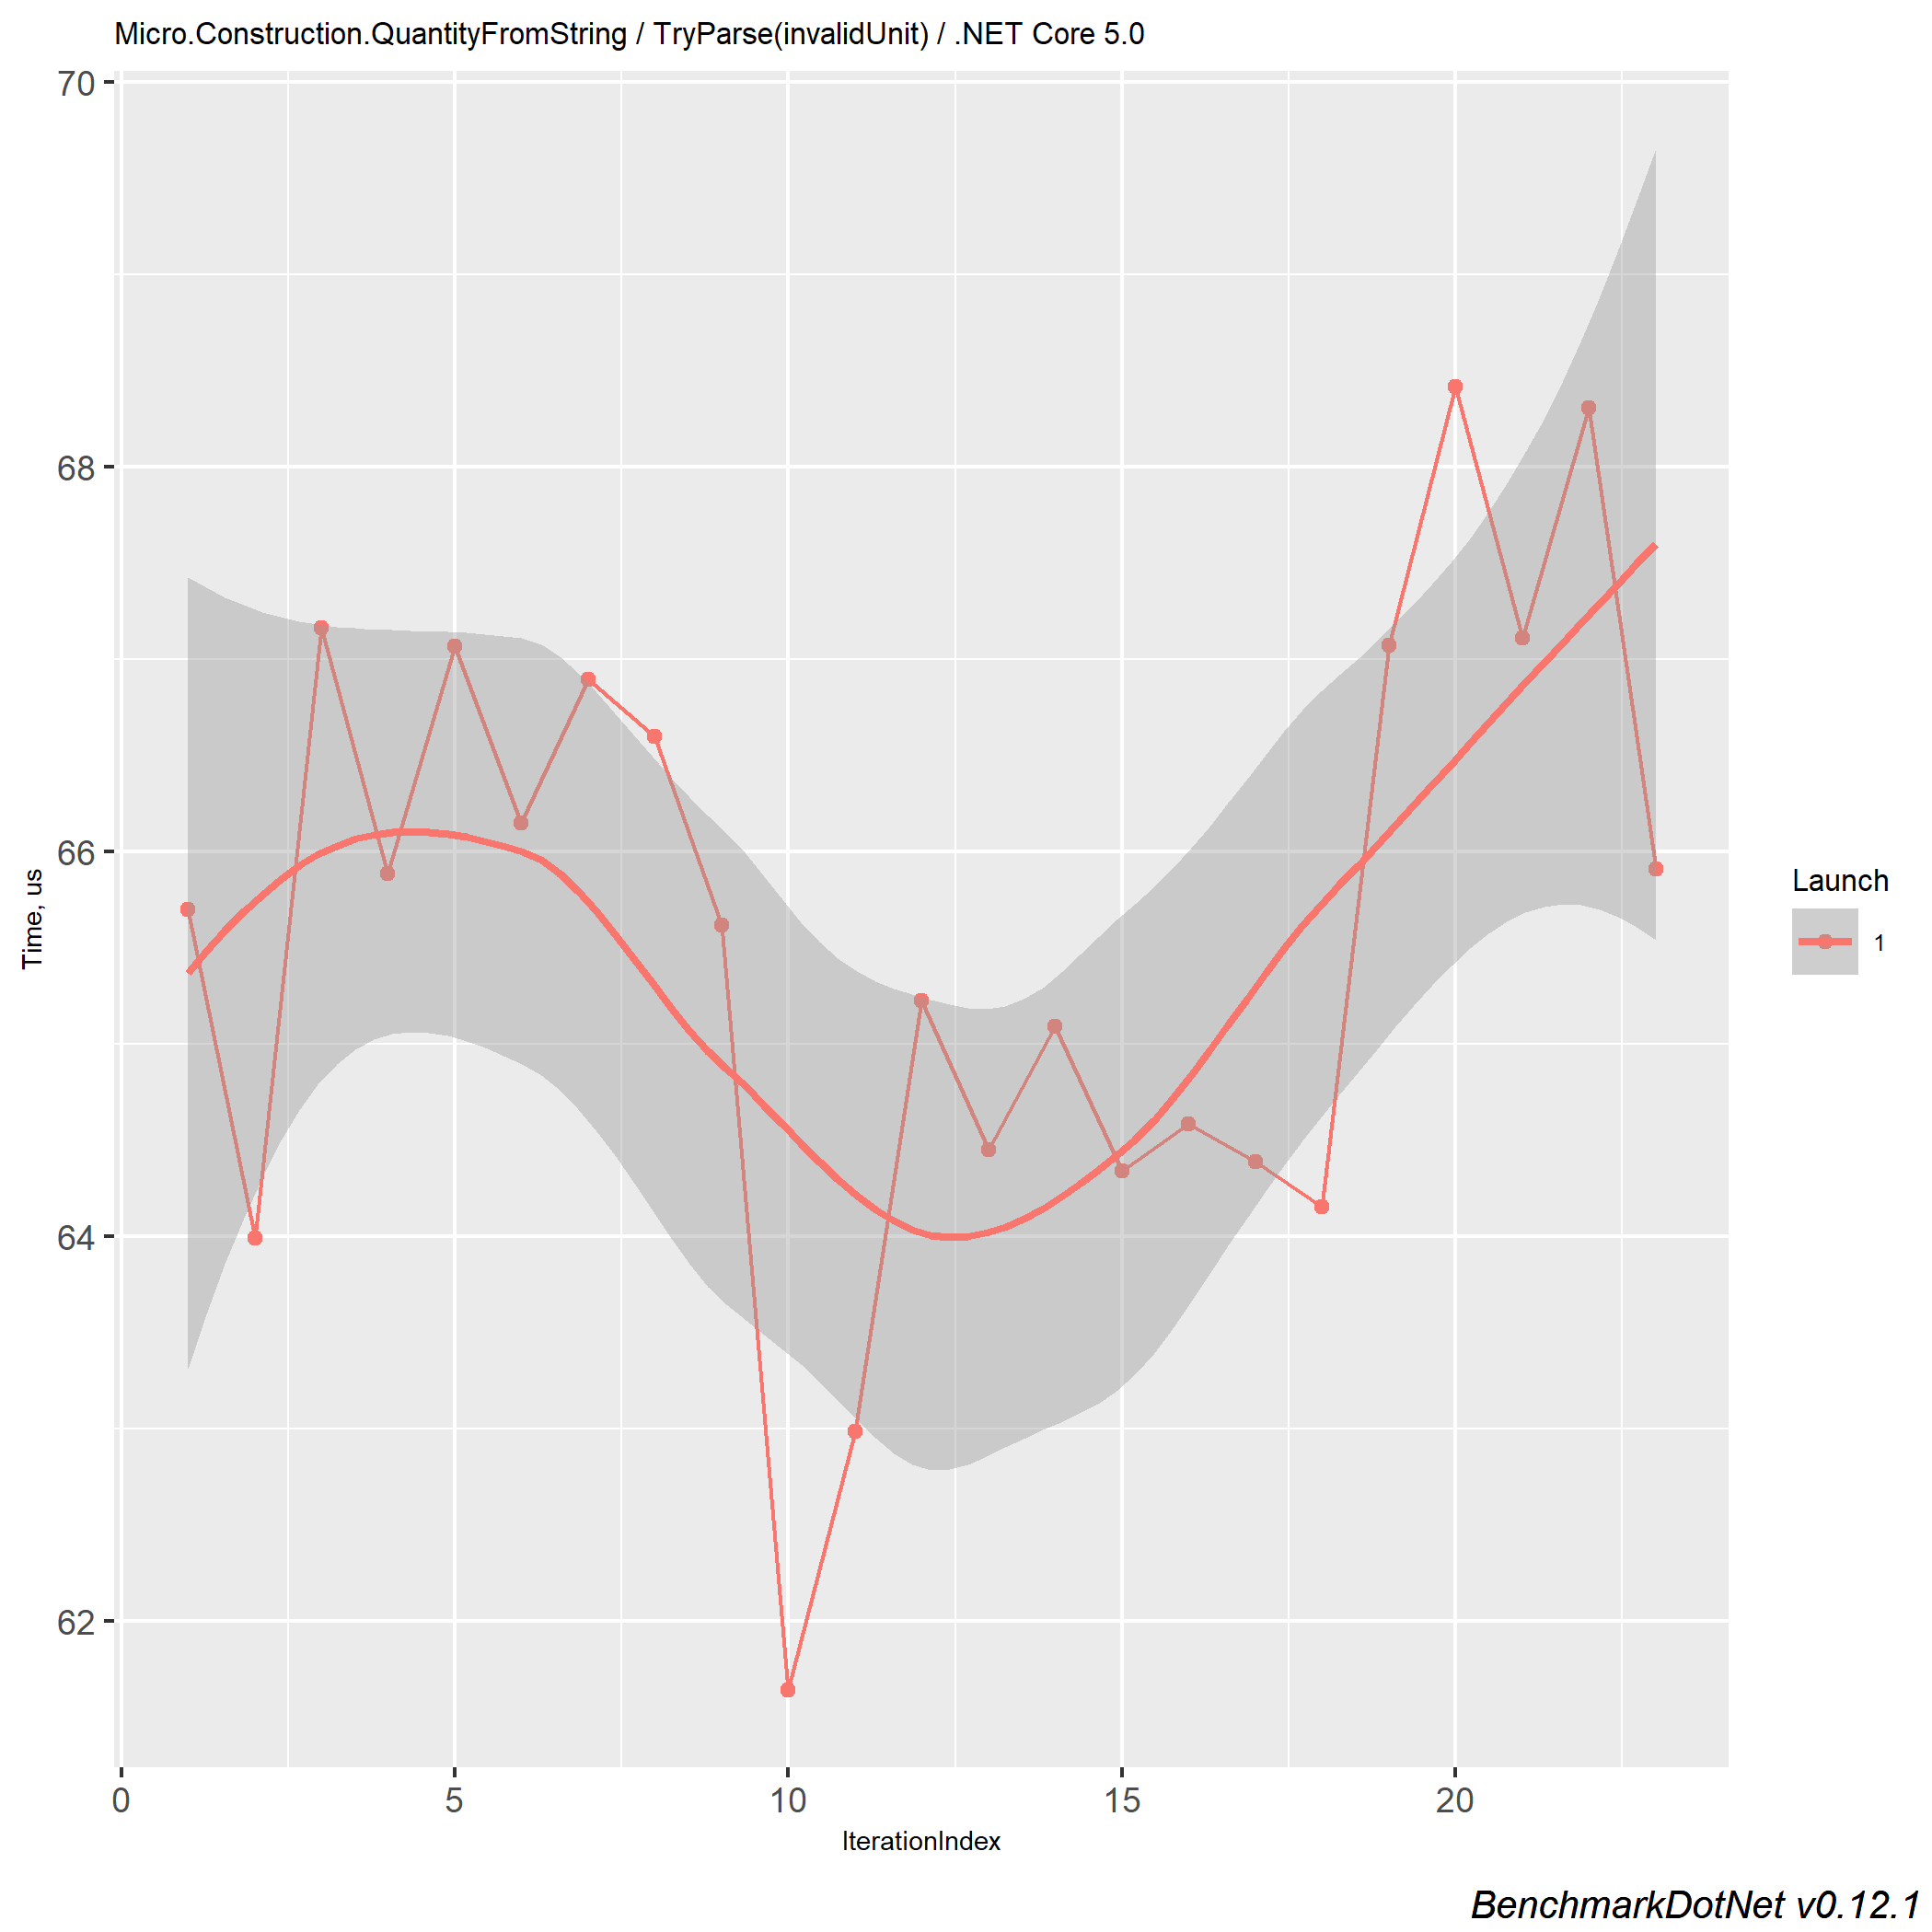 Micro.Construction.QuantityFromString / TryParse(invalidUnit) / .NET Core 5.0
70
68
66
64
62
Time, us
0 5 10 15 20
IterationIndex
Launch
1
BenchmarkDotNet v0.12.1